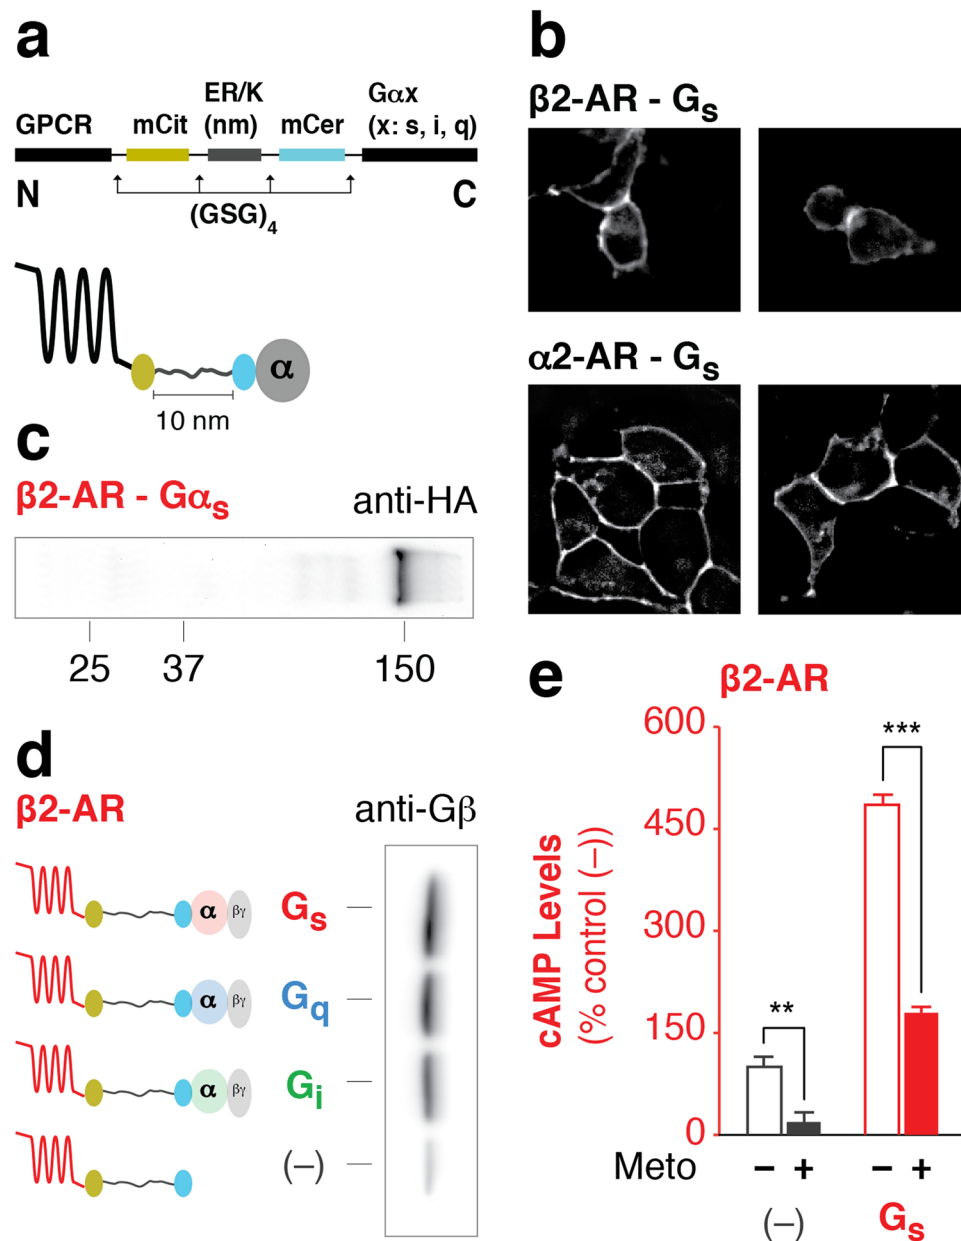 a
GPCR mCit ER/K (nm) mCer Gαx (x: s, i, q)
N C
(GSG)4
α
10 nm
b
β2-AR - Gs
α2-AR - Gs
c
β2-AR - Gαs anti-HA
25 37 150
d
β2-AR anti-Gβ
α βγ Gs
α βγ Gq
α βγ Gi
(–)
e
β2-AR
cAMP Levels
(% control (–))
600
450
300
150
0
**
***
Meto – + – +
(–) Gs